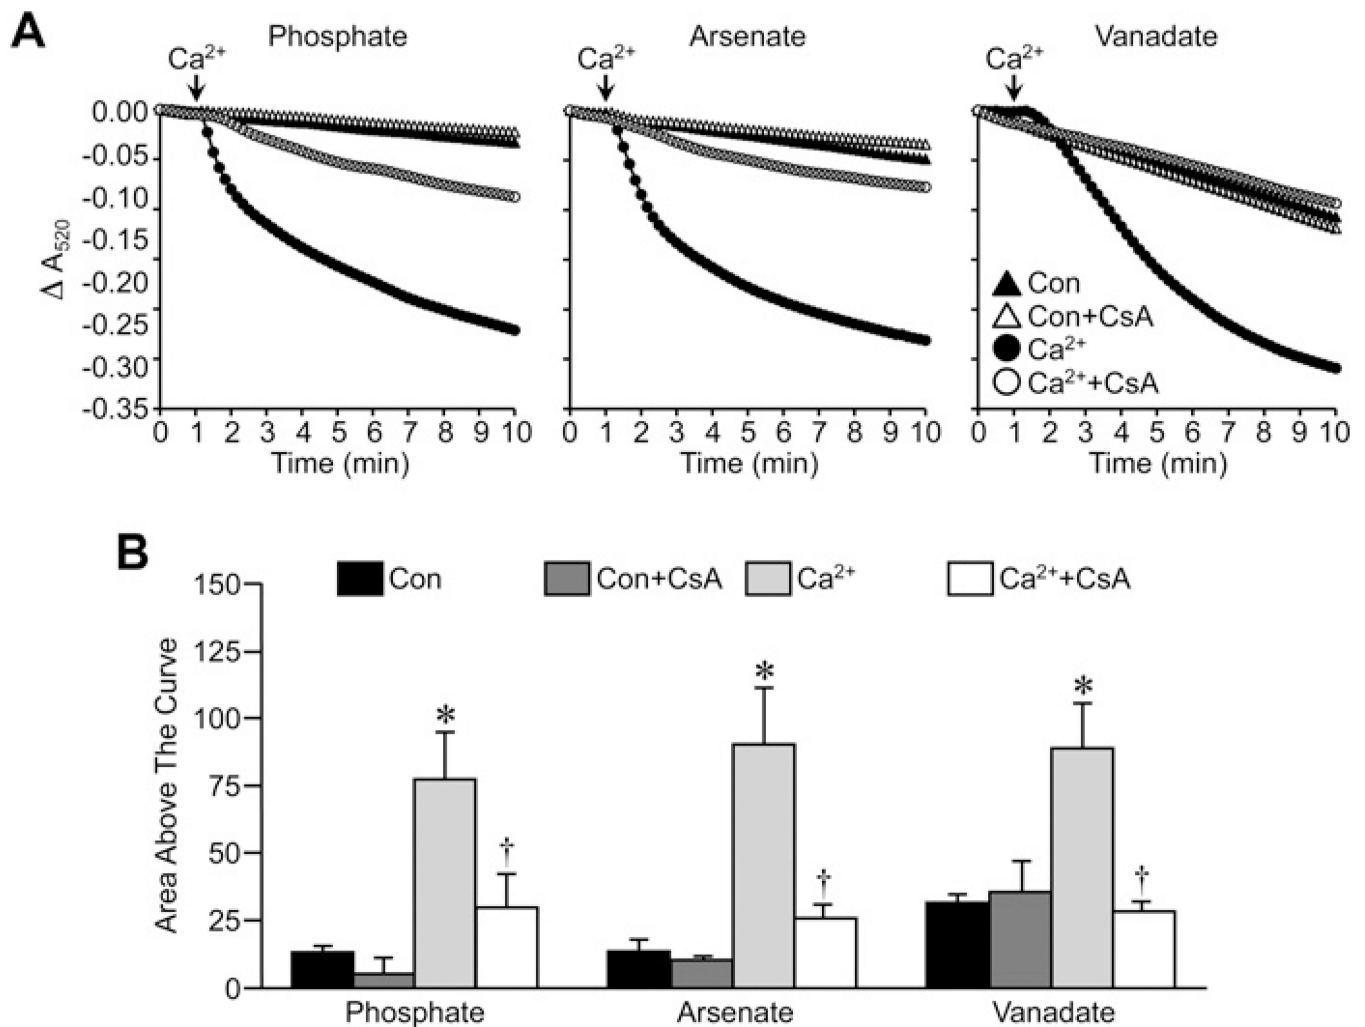 A
Phosphate
Arsenate
Vanadate
Ca²⁺
Ca²⁺
Ca²⁺
0.00
-0.05
-0.10
-0.15
-0.20
-0.25
-0.30
-0.35
Δ A₅₂₀
Con
Con+CsA
Ca²⁺
Ca²⁺+CsA
0 1 2 3 4 5 6 7 8 9 10
0 1 2 3 4 5 6 7 8 9 10
0 1 2 3 4 5 6 7 8 9 10
Time (min)
Time (min)
Time (min)
B
Con
Con+CsA
Ca²⁺
Ca²⁺+CsA
150
125
100
75
50
25
0
Area Above The Curve
*
†
*
†
*
†
Phosphate
Arsenate
Vanadate